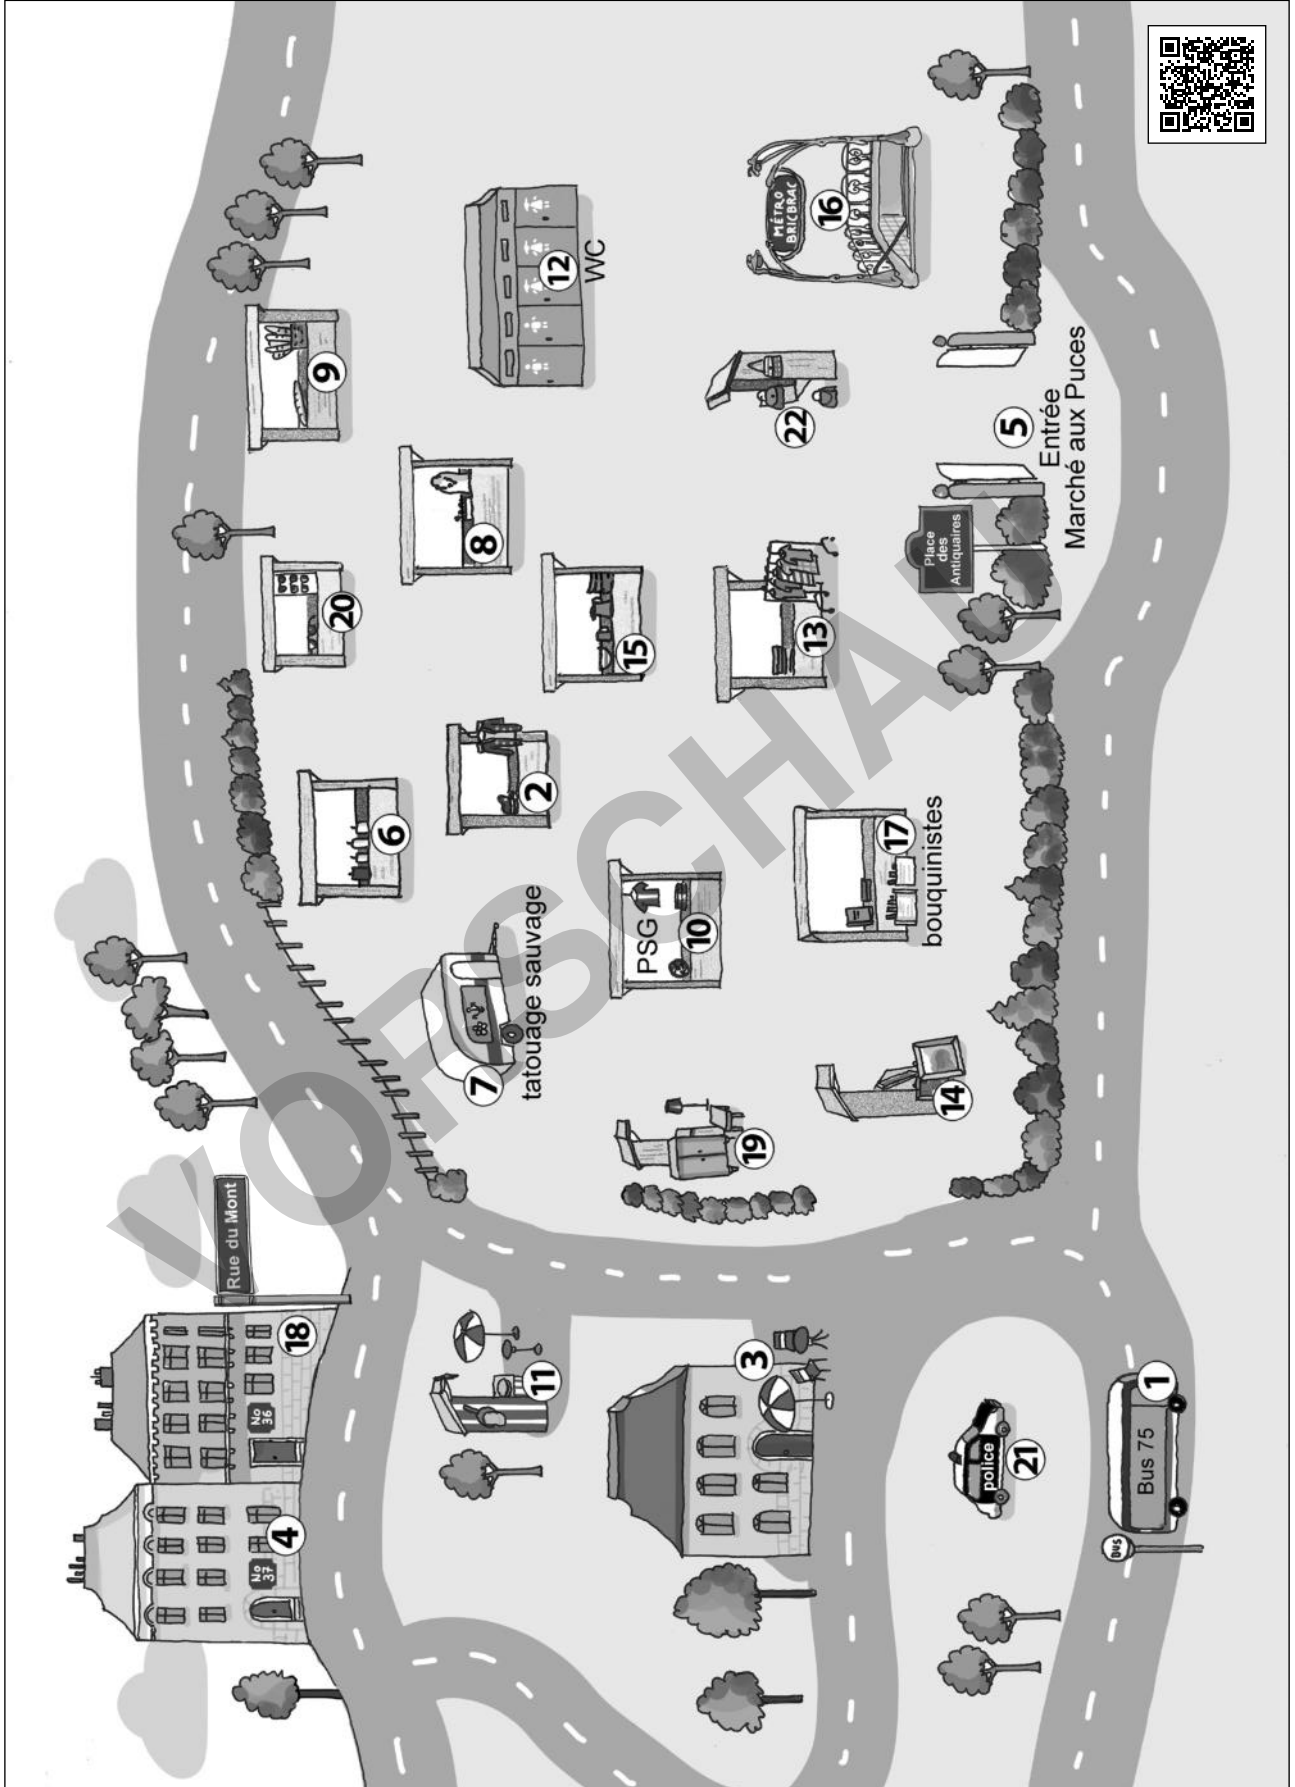 Rue du Mont
No
37
4
No
36
18
6
20
9
7
tatouage sauvage
2
8
12
WC
11
19
PSG
10
15
22
MÉTRO
BRICBRAC
16
3
14
17
bouquinistes
13
Place
des
Antiquaires
5
Entrée
Marché aux Puces
police
21
BUS
Bus 75
1
VORSCHAU